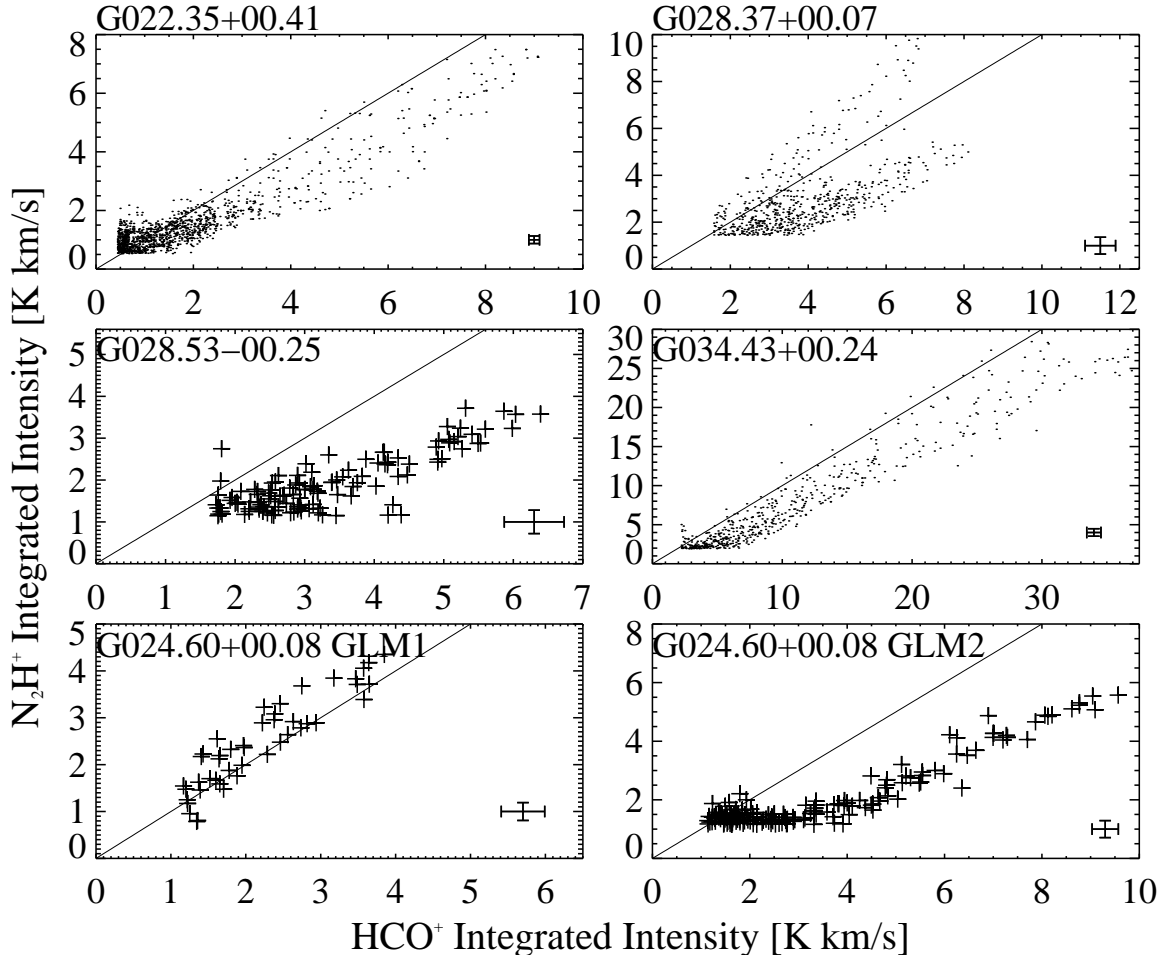 G022.35+00.41
8
6
4
2
0
0 2 4 6 8 10
G028.37+00.07
10
8
6
4
2
0
0 2 4 6 8 10 12
G028.53−00.25
5
4
3
2
1
0
0 1 2 3 4 5 6 7
G034.43+00.24
30
25
20
15
10
5
0
0 10 20 30
G024.60+00.08 GLM1
5
4
3
2
1
0
0 1 2 3 4 5 6
G024.60+00.08 GLM2
8
6
4
2
0
0 2 4 6 8 10
N₂H⁺ Integrated Intensity [K km/s]
HCO⁺ Integrated Intensity [K km/s]